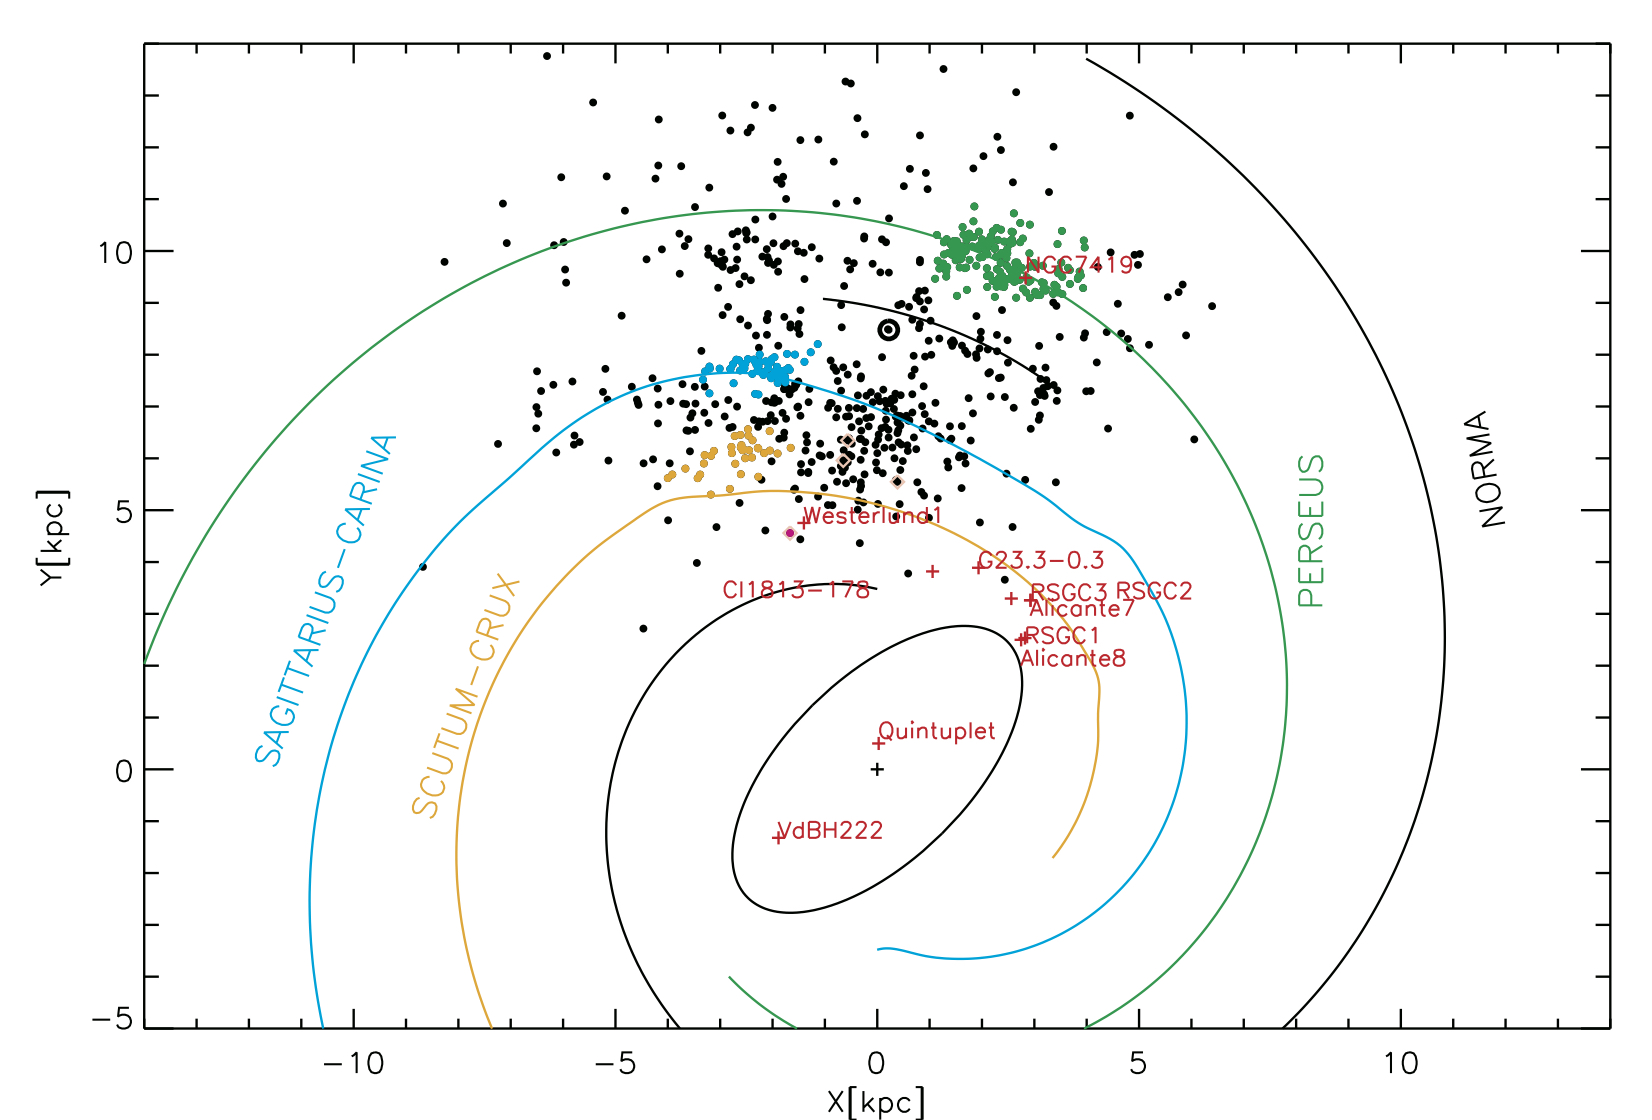 10
5
0
−5
Y[kpc]
−10
−5
0
5
10
X[kpc]
SAGITTARIUS−CARINA
SCUTUM−CRUX
PERSEUS
NORMA
NGC7419
Westerlund1
G23.3−0.3
Cl1813−178
RSGC3 RSGC2
Alicante7
RSGC1
Alicante8
Quintuplet
VdBH222